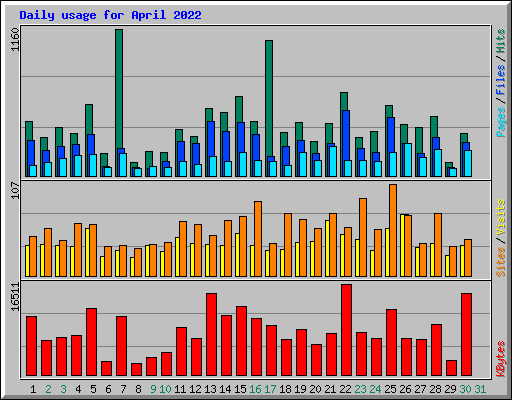 Daily usage for April 2022
1160
Pages / Files / Hits
107
Sites / Visits
16511
KBytes
1 2 3 4 5 6 7 8 9 10 11 12 13 14 15 16 17 18 19 20 21 22 23 24 25 26 27 28 29 30 31